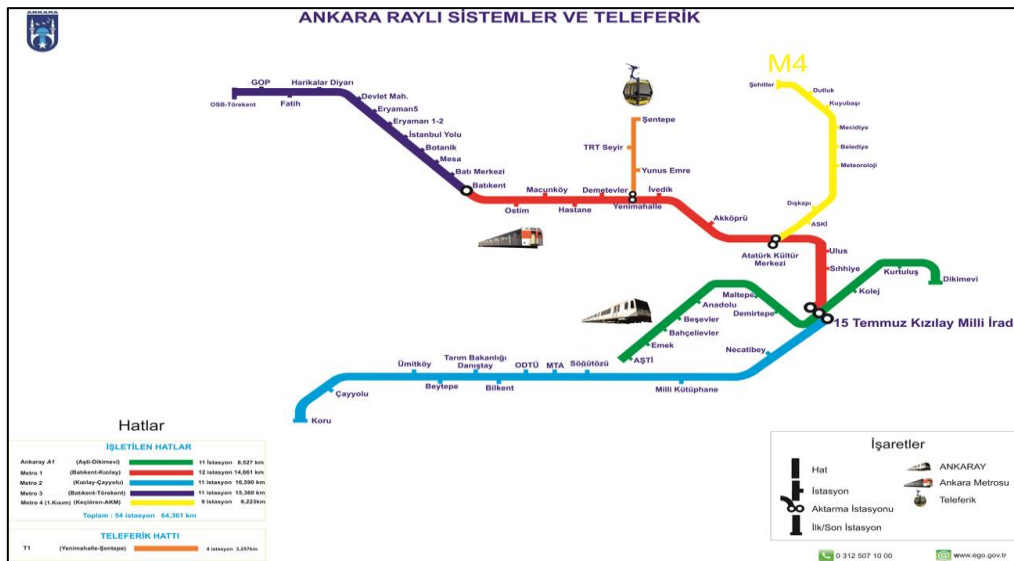 ANKARA
ANKARA RAYLI SİSTEMLER VE TELEFERİK
M4
OSB-Törekent
GOP
Fatih
Harikalar Diyarı
Devlet Mah.
Eryaman5
Eryaman 1-2
İstanbul Yolu
Botanik
Mesa
Batı Merkezi
Batıkent
Ostim
Macunköy
Hastane
Demetevler
Yenimahalle
İvedik
Akköprü
Atatürk Kültür
Merkezi
Ulus
Sıhhiye
Şentepe
TRT Seyir
Yunus Emre
Şehitler
Dutluk
Kuyubaşı
Mecidiye
Belediye
Meteoroloji
Dışkapı
ASKİ
Dikimevi
Kurtuluş
Kolej
15 Temmuz Kızılay Milli İrad
Demirtepe
Maltepe
Anadolu
Beşevler
Bahçelievler
Emek
AŞTİ
Necatibey
Milli Kütüphane
Söğütözü
MTA
ODTÜ
Bilkent
Tarım Bakanlığı
Danıştay
Beytepe
Ümitköy
Çayyolu
Koru
Hatlar
İŞLETİLEN HATLAR
Ankaray A1 (Aşti-Dikimevi) 11 istasyon 8,527 km
Metro 1 (Batıkent-Kızılay) 12 istasyon 14,661 km
Metro 2 (Kızılay-Çayyolu) 11 istasyon 16,590 km
Metro 3 (Batıkent-Törekent) 11 istasyon 15,360 km
Metro 4 (1.Kısım) (Keçiören-AKM) 9 istasyon 9,223km
Toplam : 54 istasyon 64,361 km
TELEFERİK HATTI
T1 (Yenimahalle-Şentepe) 4 istasyon 3,257km
İşaretler
Hat
İstasyon
Aktarma İstasyonu
İlk/Son İstasyon
ANKARAY
Ankara Metrosu
Teleferik
0 312 507 10 00
www.ego.gov.tr